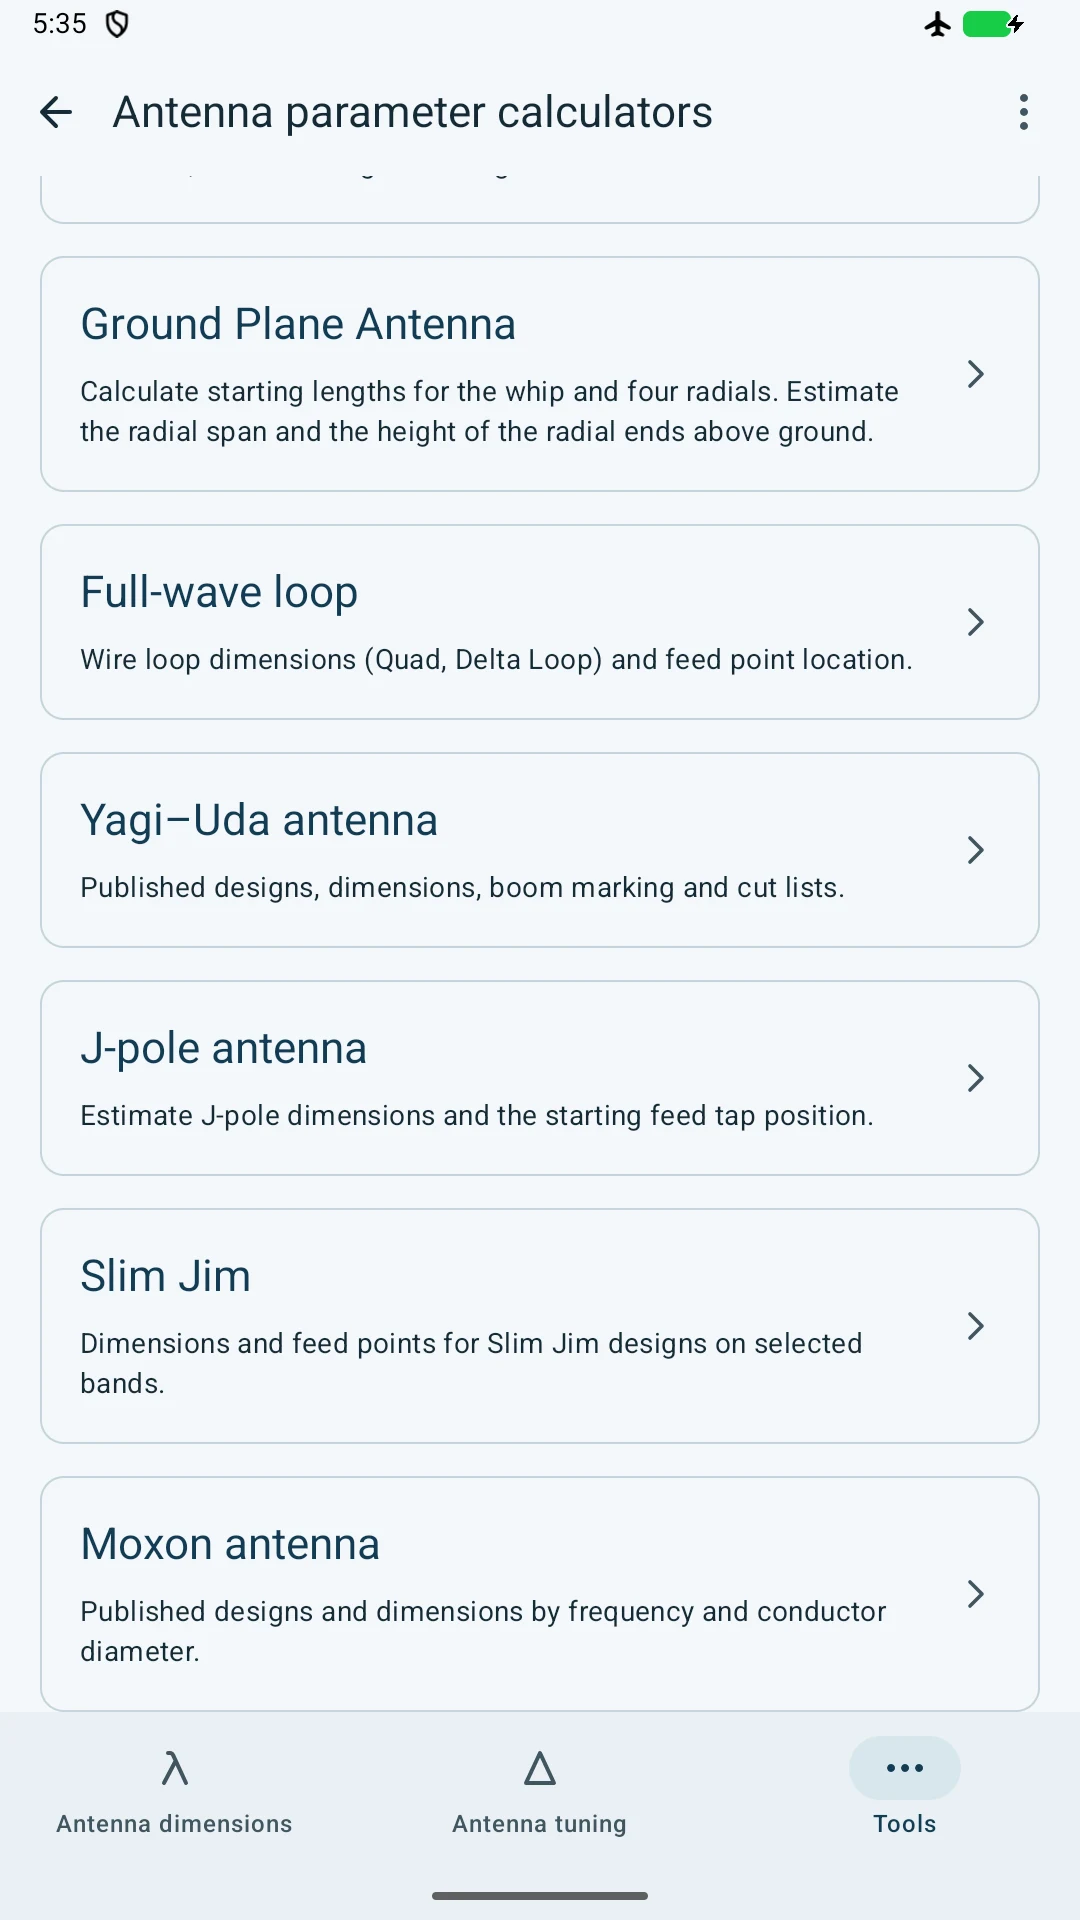 5:35
Antenna parameter calculators
Ground Plane Antenna
Calculate starting lengths for the whip and four radials. Estimate
the radial span and the height of the radial ends above ground.
Full-wave loop
Wire loop dimensions (Quad, Delta Loop) and feed point location.
Yagi–Uda antenna
Published designs, dimensions, boom marking and cut lists.
J-pole antenna
Estimate J-pole dimensions and the starting feed tap position.
Slim Jim
Dimensions and feed points for Slim Jim designs on selected
bands.
Moxon antenna
Published designs and dimensions by frequency and conductor
diameter.
Antenna dimensions
Antenna tuning
Tools